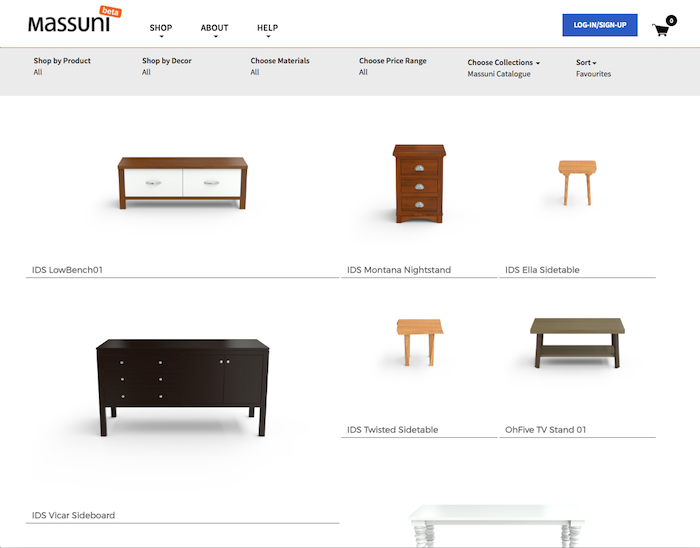 MASSUNI beta
SHOP
ABOUT
HELP
LOG-IN/SIGN-UP
0
Shop by Product
All
Shop by Decor
All
Choose Materials
All
Choose Price Range
All
Choose Collections
Massuni Catalogue
Sort
Favourites
IDS LowBench01
IDS Montana Nightstand
IDS Ella Sidetable
IDS Twisted Sidetable
OhFive TV Stand 01
IDS Vicar Sideboard